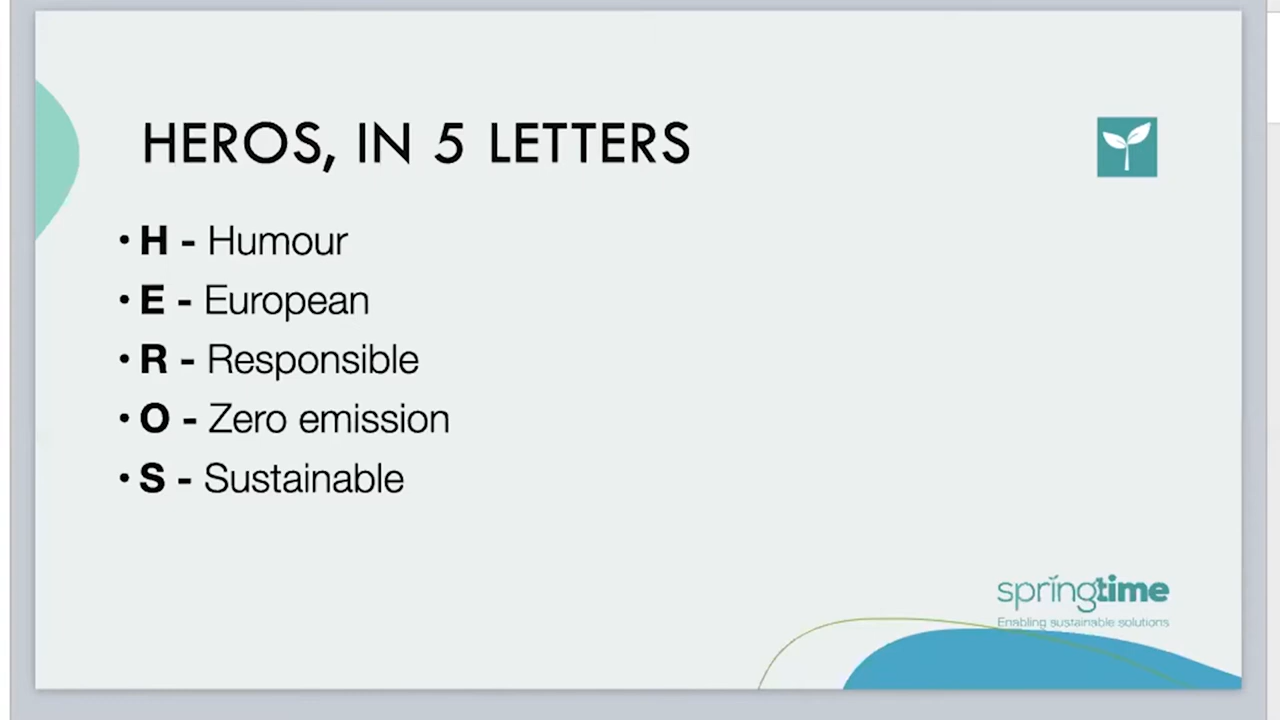 HEROS, IN 5 LETTERS
• H - Humour
• E - European
• R - Responsible
• O - Zero emission
• S - Sustainable
springtime
Enabling sustainable solutions